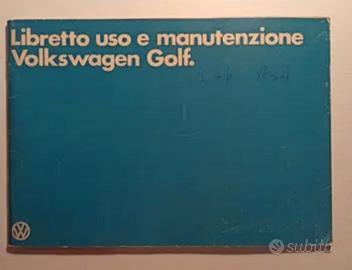 Libretto uso e manutenzione
Volkswagen Golf.
subito